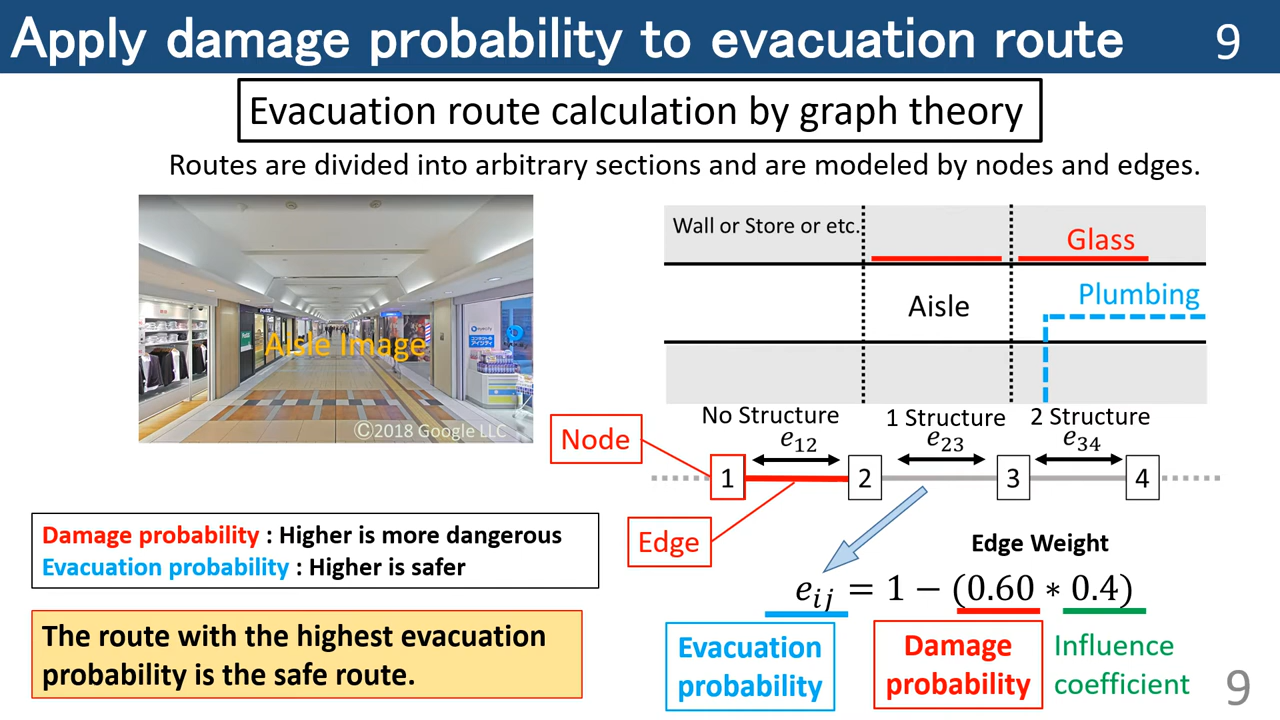 Apply damage probability to evacuation route
9
Evacuation route calculation by graph theory
Routes are divided into arbitrary sections and are modeled by nodes and edges.
Aisle Image
©2018 Google LLC
Wall or Store or etc.
Glass
Aisle
Plumbing
No Structure
1 Structure
2 Structure
e₁₂
e₂₃
e₃₄
Node
1
2
3
4
Edge
Damage probability : Higher is more dangerous
Evacuation probability : Higher is safer
The route with the highest evacuation
probability is the safe route.
Edge Weight
eᵢⱼ = 1 − (0.60 ∗ 0.4)
Evacuation
probability
Damage
probability
Influence
coefficient
9